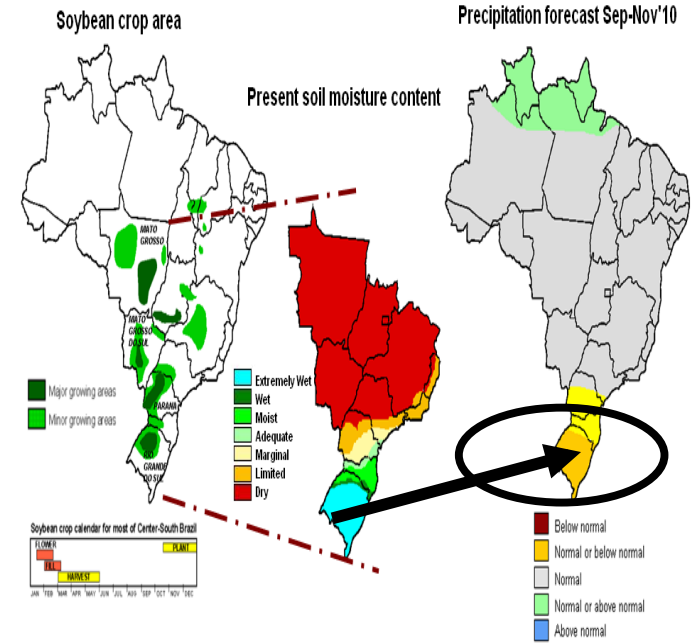 Soybean crop area
Precipitation forecast Sep-Nov'10
Present soil moisture content
MATO
GROSSO
MATO
GROSSO
DO SUL
PARANA
RIO
GRANDE
DO SUL
Major growing areas
Minor growing areas
Extremely Wet
Wet
Moist
Adequate
Marginal
Limited
Dry
Soybean crop calendar for most of Center-South Brazil
FLOWER
PLANT
FILL
HARVEST
JAN FEB MAR APR MAY JUN JUL AUG SEP OCT NOV DEC
Below normal
Normal or below normal
Normal
Normal or above normal
Above normal